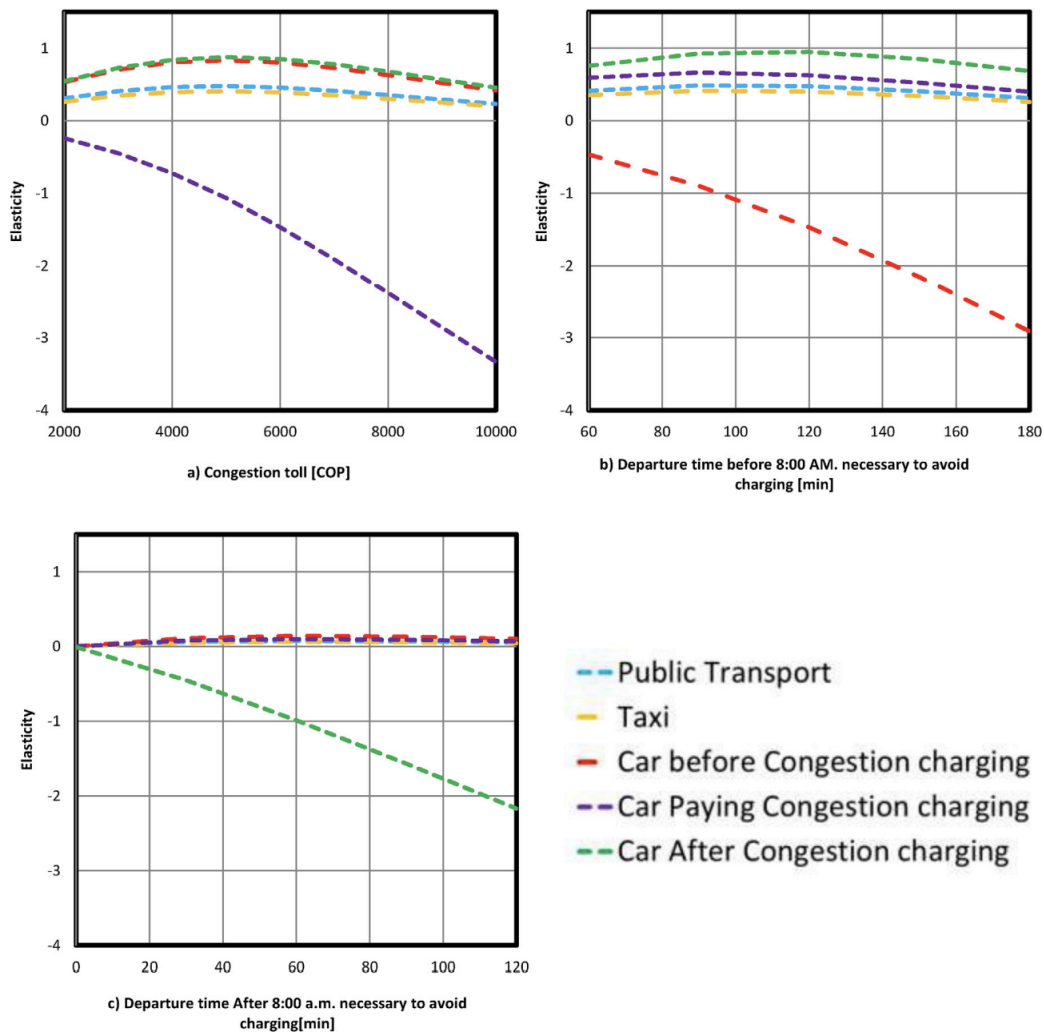 1
0
-1
-2
-3
-4
Elasticity
2000 4000 6000 8000 10000
a) Congestion toll [COP]
1
0
-1
-2
-3
-4
Elasticity
60 80 100 120 140 160 180
b) Departure time before 8:00 AM. necessary to avoid
charging [min]
1
0
-1
-2
-3
-4
Elasticity
0 20 40 60 80 100 120
c) Departure time After 8:00 a.m. necessary to avoid
charging[min]
Public Transport
Taxi
Car before Congestion charging
Car Paying Congestion charging
Car After Congestion charging